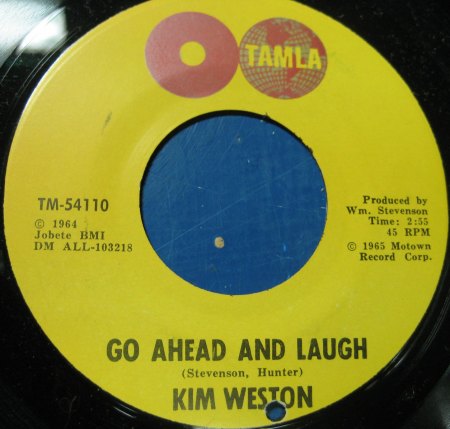 TAMLA
TM-54110
© 1964
Jobete BMI
DM ALL-103218
Produced by
Wm. Stevenson
Time: 2:55
45 RPM
© 1965 Motown
Record Corp.
GO AHEAD AND LAUGH
(Stevenson, Hunter)
KIM WESTON